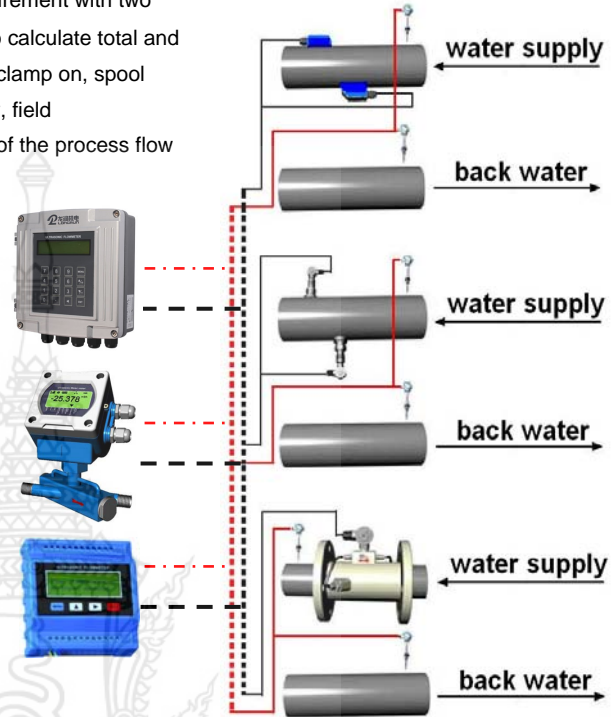 urement with two
o calculate total and
clamp on, spool
, field
of the process flow
water supply
back water
water supply
back water
-25.378
water supply
back water